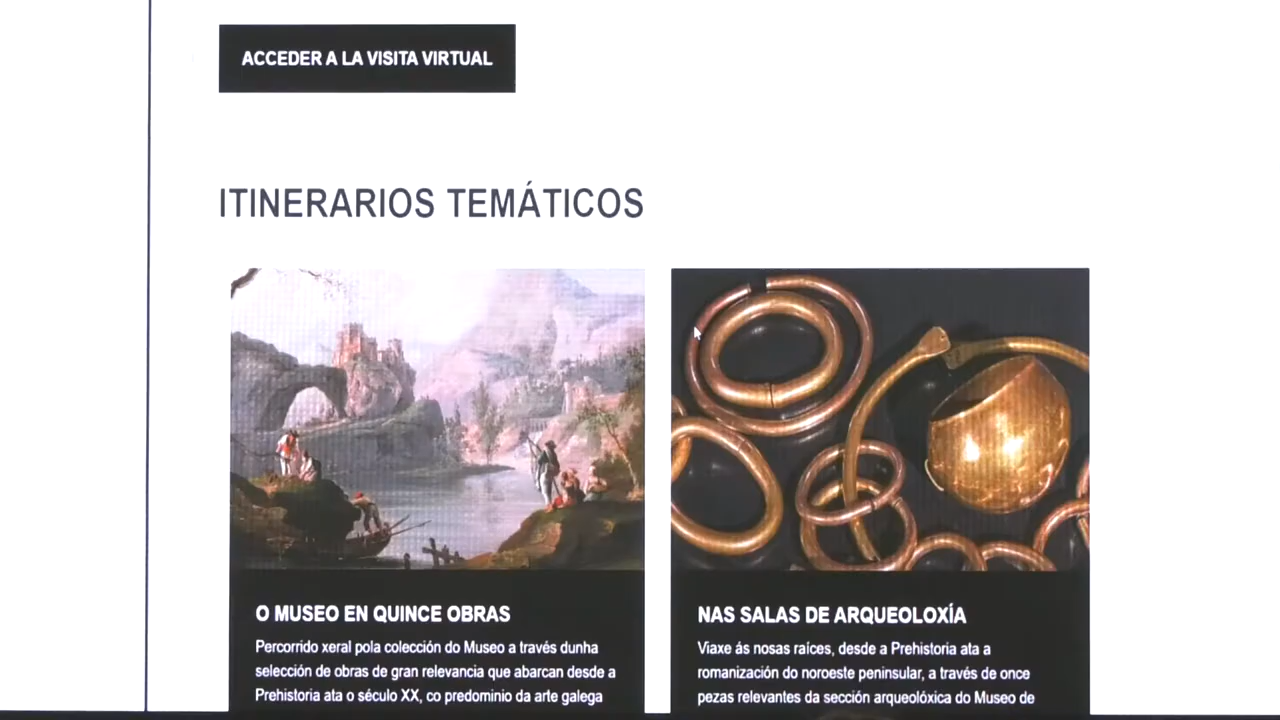 ACCEDER A LA VISITA VIRTUAL
ITINERARIOS TEMÁTICOS
O MUSEO EN QUINCE OBRAS
Percorrido xeral pola colección do Museo a través dunha
selección de obras de gran relevancia que abarcan desde a
Prehistoria ata o século XX, co predominio da arte galega
NAS SALAS DE ARQUEOLOXÍA
Viaxe ás nosas raíces, desde a Prehistoria ata a
romanización do noroeste peninsular, a través de once
pezas relevantes da sección arqueolóxica do Museo de